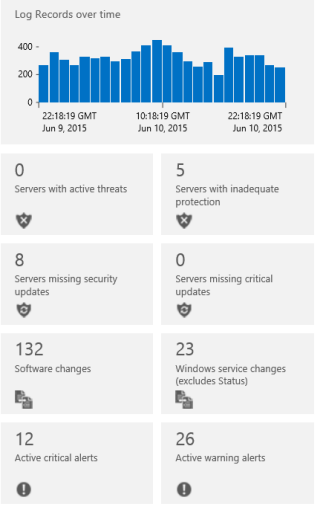 Log Records over time
400
200
0
22:18:19 GMT 10:18:19 GMT 22:18:19 GMT
Jun 9, 2015 Jun 10, 2015 Jun 10, 2015
0
Servers with active threats
5
Servers with inadequate
protection
8
Servers missing security
updates
0
Servers missing critical
updates
132
Software changes
23
Windows service changes
(excludes Status)
12
Active critical alerts
26
Active warning alerts